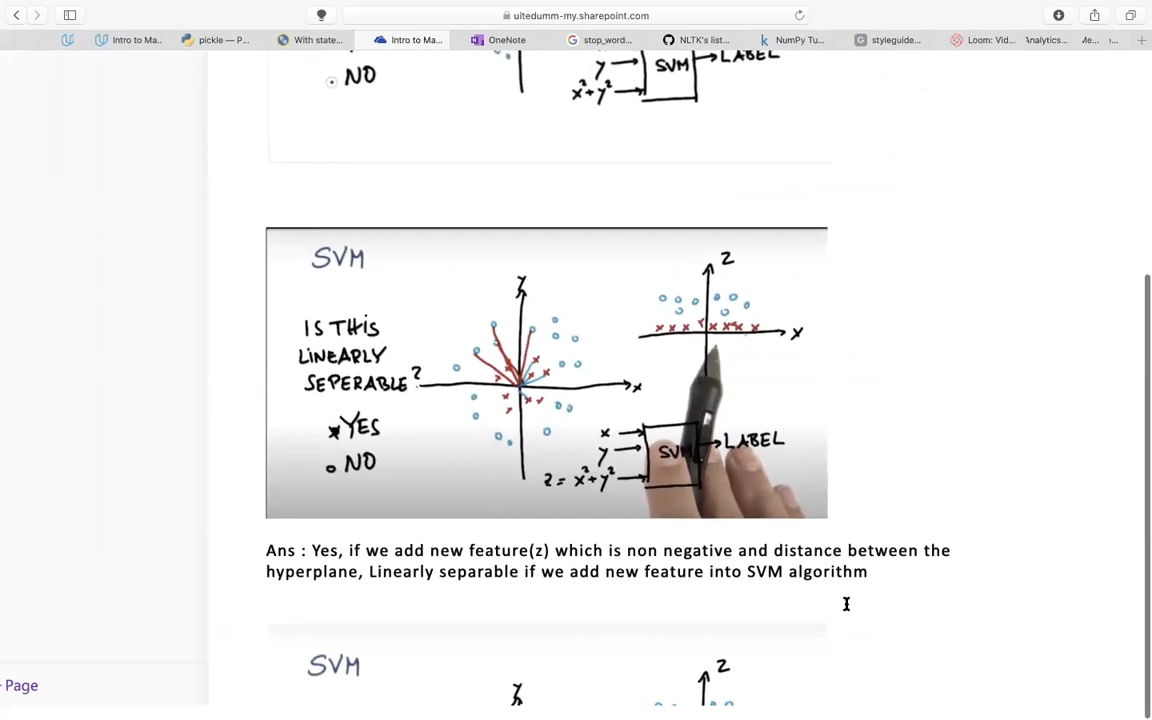 uitedumm-my.sharepoint.com
Intro to Ma... pickle — P... With state... Intro to Ma... OneNote stop_word... NLTK's list... NumPy Tu... styleguide... Loom: Vid... Analytics...
NO
y SVM LABEL
x²+y²
SVM
Z
y
IS THIS
LINEARLY
SEPERABLE?
x
x
YES
NO
x
y SVM LABEL
z = x²+y²
Ans : Yes, if we add new feature(z) which is non negative and distance between the
hyperplane, Linearly separable if we add new feature into SVM algorithm
SVM
Z
y
Page